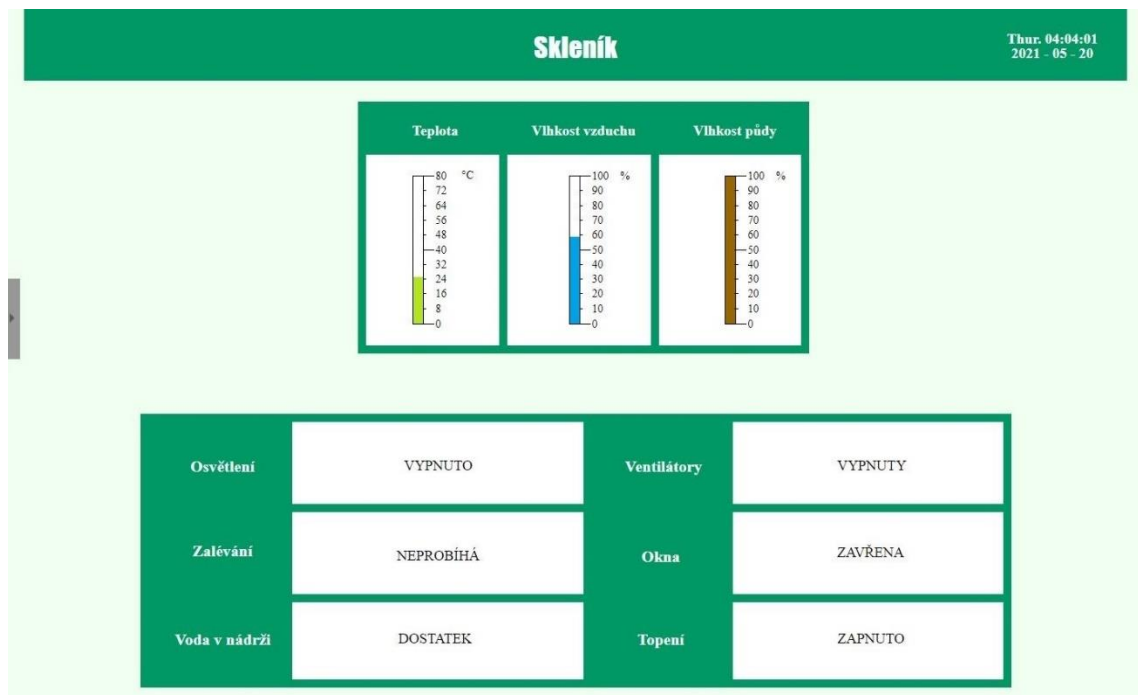 Skleník
Thur. 04:04:01
2021 - 05 - 20
Teplota
Vlhkost vzduchu
Vlhkost půdy
80 °C
72
64
56
48
40
32
24
16
8
0
100 %
90
80
70
60
50
40
30
20
10
0
100 %
90
80
70
60
50
40
30
20
10
0
Osvětlení
VYPNUTO
Ventilátory
VYPNUTY
Zalévání
NEPROBÍHÁ
Okna
ZAVŘENA
Voda v nádrži
DOSTATEK
Topení
ZAPNUTO